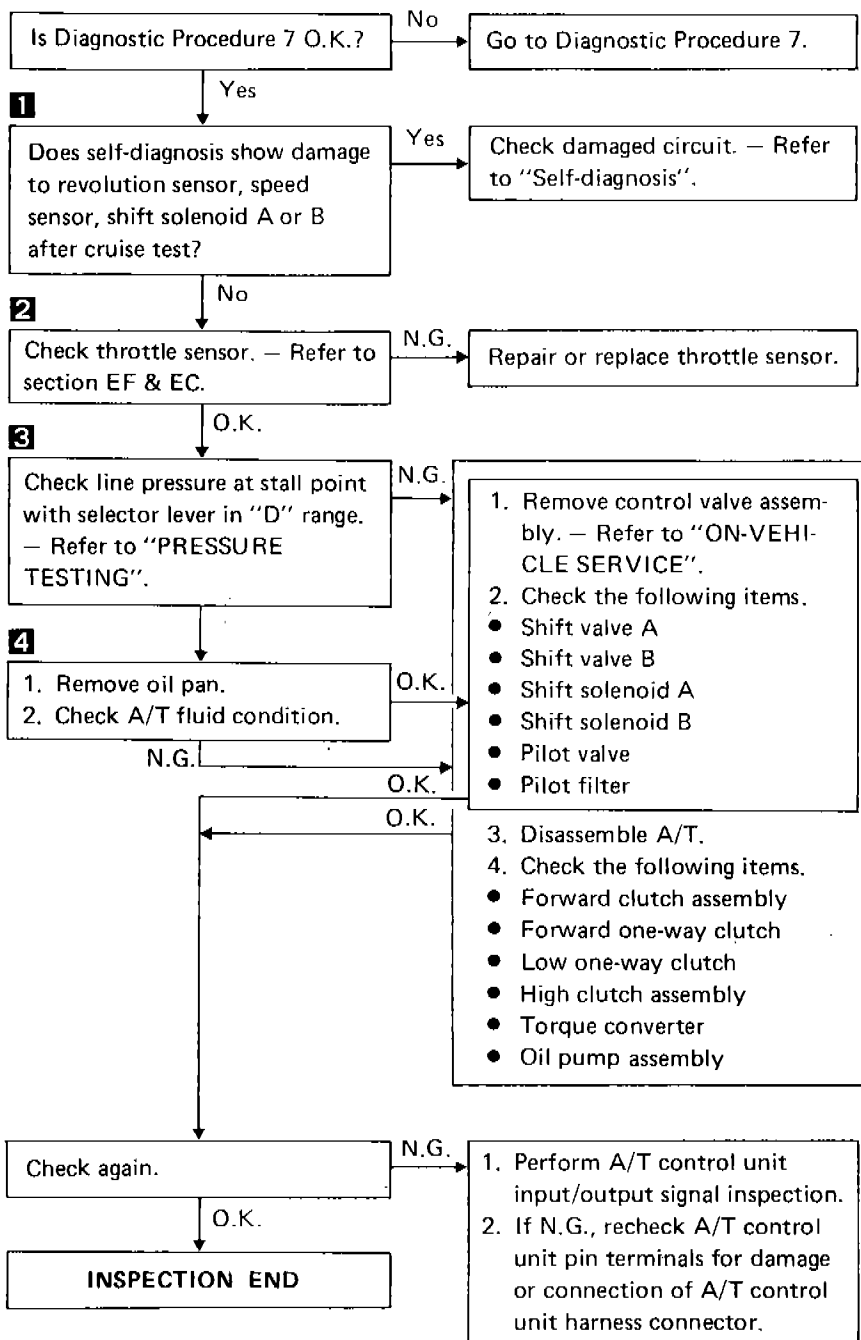 Is Diagnostic Procedure 7 O.K.?
No
Go to Diagnostic Procedure 7.
Yes
1
Does self-diagnosis show damage
to revolution sensor, speed
sensor, shift solenoid A or B
after cruise test?
Yes
Check damaged circuit. — Refer
to "Self-diagnosis".
No
2
Check throttle sensor. — Refer to
section EF & EC.
N.G.
Repair or replace throttle sensor.
O.K.
3
Check line pressure at stall point
with selector lever in "D" range.
— Refer to "PRESSURE
TESTING".
N.G.
1. Remove control valve assem-
bly. — Refer to "ON-VEHI-
CLE SERVICE".
2. Check the following items.
● Shift valve A
● Shift valve B
● Shift solenoid A
● Shift solenoid B
● Pilot valve
● Pilot filter
4
1. Remove oil pan.
2. Check A/T fluid condition.
O.K.
N.G.
O.K.
O.K.
3. Disassemble A/T.
4. Check the following items.
● Forward clutch assembly
● Forward one-way clutch
● Low one-way clutch
● High clutch assembly
● Torque converter
● Oil pump assembly
Check again.
N.G.
1. Perform A/T control unit
input/output signal inspection.
2. If N.G., recheck A/T control
unit pin terminals for damage
or connection of A/T control
unit harness connector.
O.K.
INSPECTION END